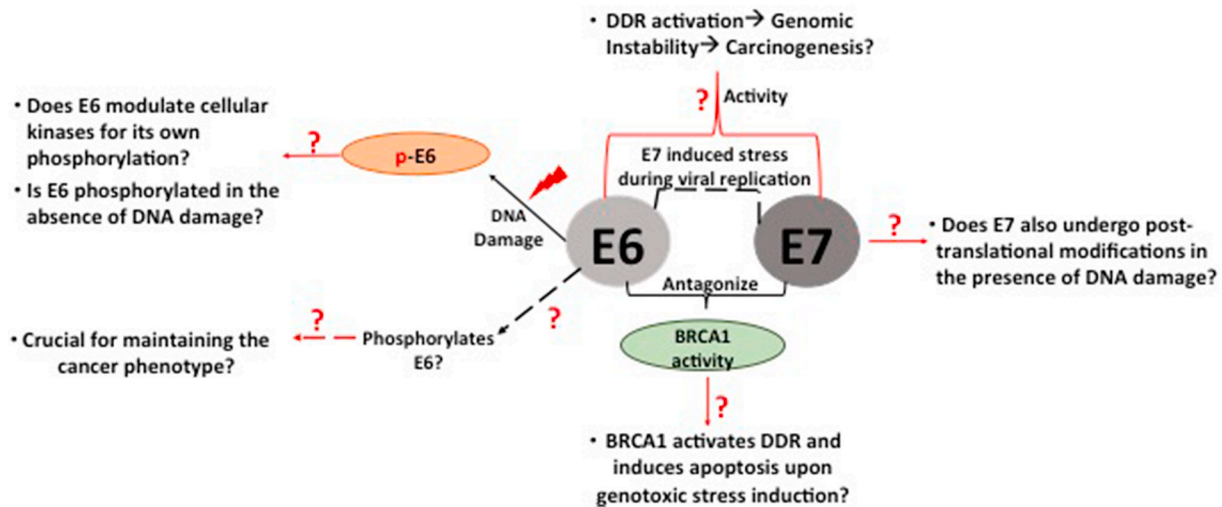 • DDR activation→ Genomic
Instability→ Carcinogenesis?
? Activity
• Does E6 modulate cellular
kinases for its own
phosphorylation?
• Is E6 phosphorylated in the
absence of DNA damage?
?
p-E6
E7 induced stress
during viral replication
DNA
Damage
E6
E7
?
• Does E7 also undergo post-
translational modifications in
the presence of DNA damage?
Antagonize
?
• Crucial for maintaining the
cancer phenotype?
?
Phosphorylates
E6?
BRCA1
activity
?
• BRCA1 activates DDR and
induces apoptosis upon
genotoxic stress induction?